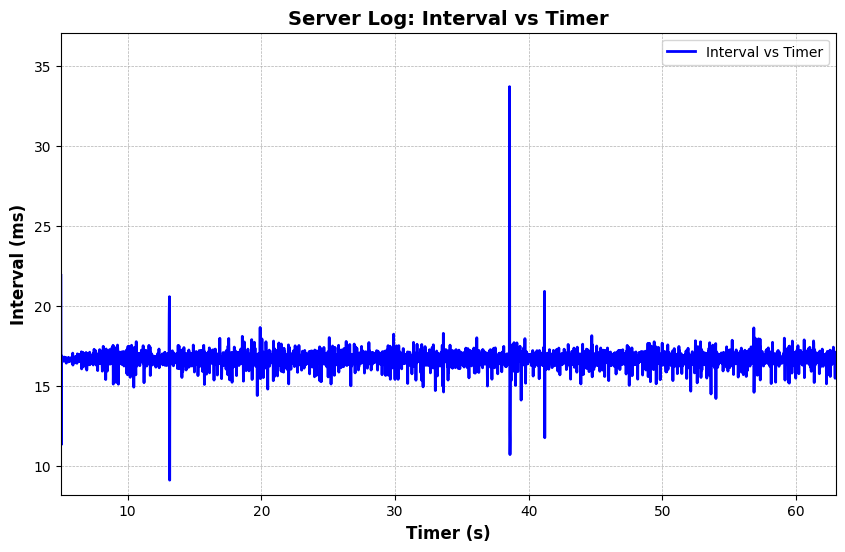 Server Log: Interval vs Timer
Interval vs Timer
Interval (ms)
35
30
25
20
15
10
10 20 30 40 50 60
Timer (s)